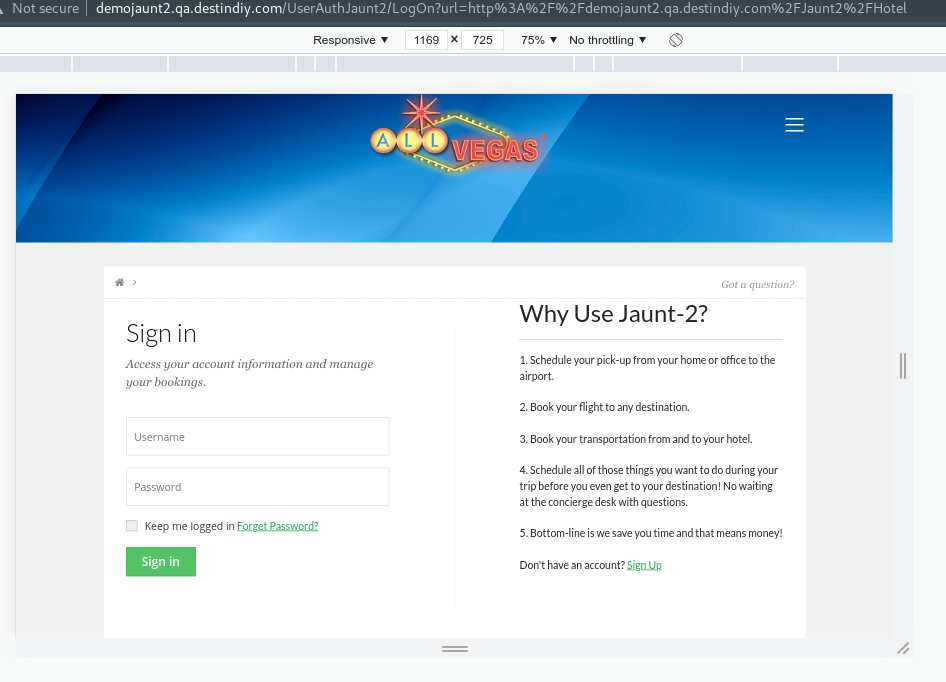 Not secure demojaunt2.qa.destindiy.com/UserAuthJaunt2/LogOn?url=http%3A%2F%2Fdemojaunt2.qa.destindiy.com%2FJaunt2%2FHotel
Responsive ▼ 1169 × 725 75% ▼ No throttling ▼
ALL VEGAS
Got a question?
Sign in
Access your account information and manage
your bookings.
Username
Password
Keep me logged in Forget Password?
Sign in
Why Use Jaunt-2?
1. Schedule your pick-up from your home or office to the
airport.
2. Book your flight to any destination.
3. Book your transportation from and to your hotel.
4. Schedule all of those things you want to do during your
trip before you even get to your destination! No waiting
at the concierge desk with questions.
5. Bottom-line is we save you time and that means money!
Don't have an account? Sign Up